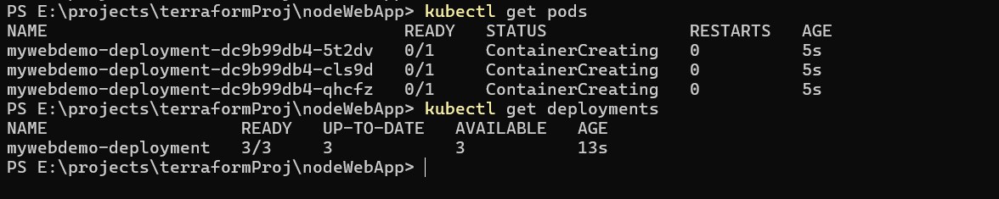 PS E:\projects\terraformProj\nodeWebApp> kubectl get pods
NAME                                   READY   STATUS              RESTARTS   AGE
mywebdemo-deployment-dc9b99db4-5t2dv   0/1     ContainerCreating   0          5s
mywebdemo-deployment-dc9b99db4-cls9d   0/1     ContainerCreating   0          5s
mywebdemo-deployment-dc9b99db4-qhcfz   0/1     ContainerCreating   0          5s
PS E:\projects\terraformProj\nodeWebApp> kubectl get deployments
NAME                   READY   UP-TO-DATE   AVAILABLE   AGE
mywebdemo-deployment   3/3     3            3           13s
PS E:\projects\terraformProj\nodeWebApp>